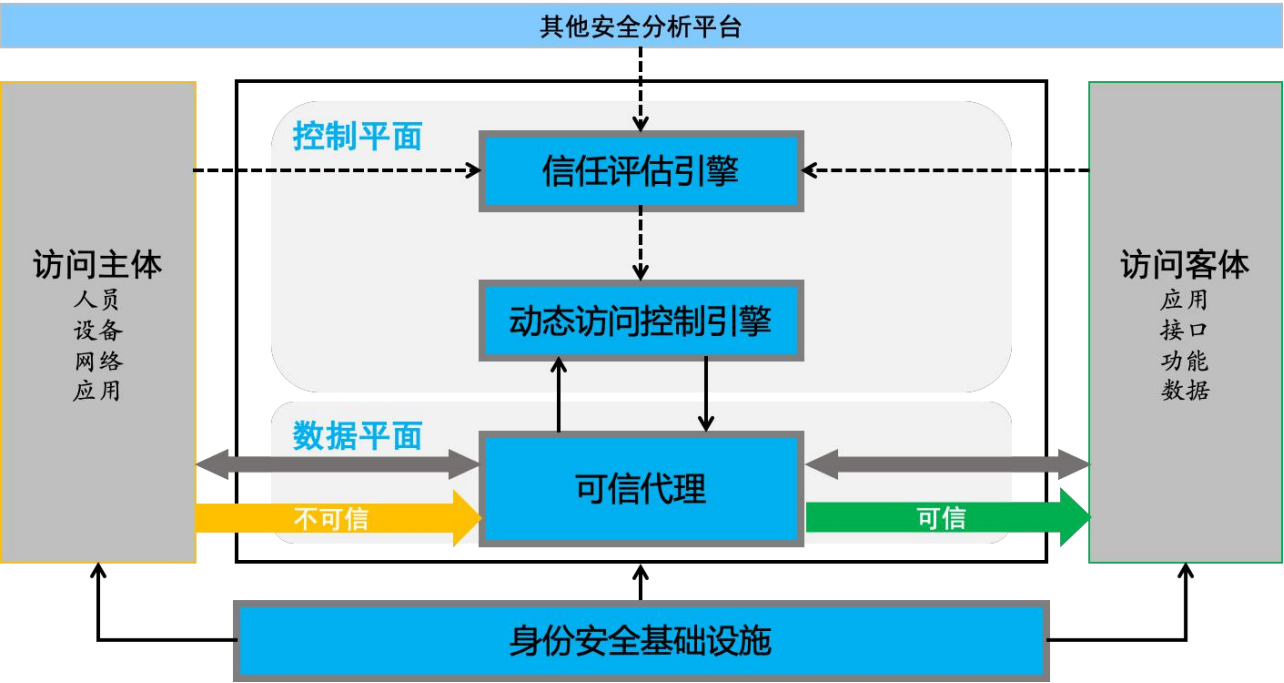 其他安全分析平台
控制平面
信任评估引擎
访问主体
人员
设备
网络
应用
动态访问控制引擎
访问客体
应用
接口
功能
数据
数据平面
可信代理
不可信
可信
身份安全基础设施